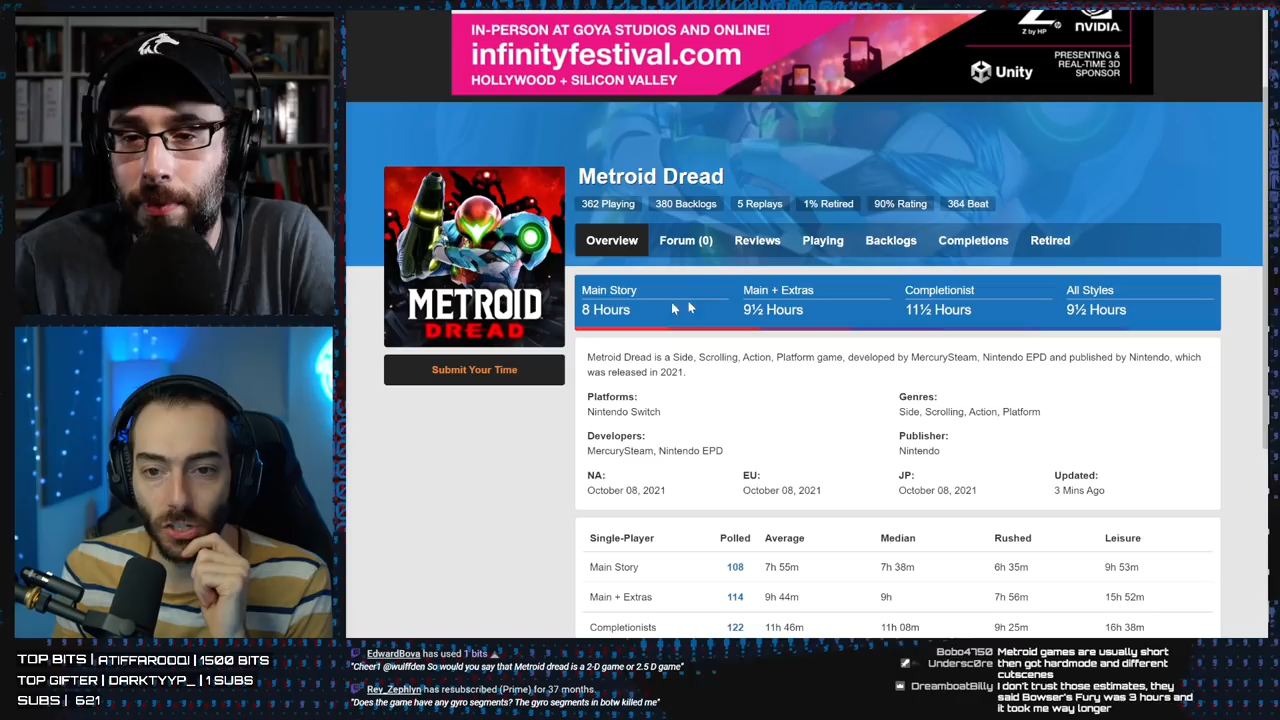 IN-PERSON AT GOYA STUDIOS AND ONLINE!
infinityfestival.com
HOLLYWOOD + SILICON VALLEY
Z by HP
NVIDIA
Unity
PRESENTING &
REAL-TIME 3D
SPONSOR
Metroid Dread
362 Playing 380 Backlogs 5 Replays 1% Retired 90% Rating 364 Beat
Overview Forum (0) Reviews Playing Backlogs Completions Retired
METROID
DREAD
Submit Your Time
Main Story Main + Extras Completionist All Styles
8 Hours 9½ Hours 11½ Hours 9½ Hours
Metroid Dread is a Side, Scrolling, Action, Platform game, developed by MercurySteam, Nintendo EPD and published by Nintendo, which
was released in 2021.
Platforms: Genres:
Nintendo Switch Side, Scrolling, Action, Platform
Developers: Publisher:
MercurySteam, Nintendo EPD Nintendo
NA: EU: JP: Updated:
October 08, 2021 October 08, 2021 October 08, 2021 3 Mins Ago
Single-Player Polled Average Median Rushed Leisure
Main Story 108 7h 55m 7h 38m 6h 35m 9h 53m
Main + Extras 114 9h 44m 9h 7h 56m 15h 52m
Completionists 122 11h 46m 11h 08m 9h 25m 16h 38m
TOP BITS | ATIFFAROOQI | 1500 BITS
TOP GIFTER | DARKTYYP_ | 1 SUBS
SUBS | 621
EdwardBova has used 1 bits
"Cheer1 @wulffden So would you say that Metroid dread is a 2-D game or 2.5 D game"
Rev_Zephlyn has resubscribed (Prime) for 37 months.
"Does the game have any gyro segments? The gyro segments in botw killed me"
Bobo4750 Metroid games are usually short
Undersc0re then got hardmode and different
cutscenes
DreamboatBilly I don't trust those estimates, they
said Bowser's Fury was 3 hours and
it took me way longer